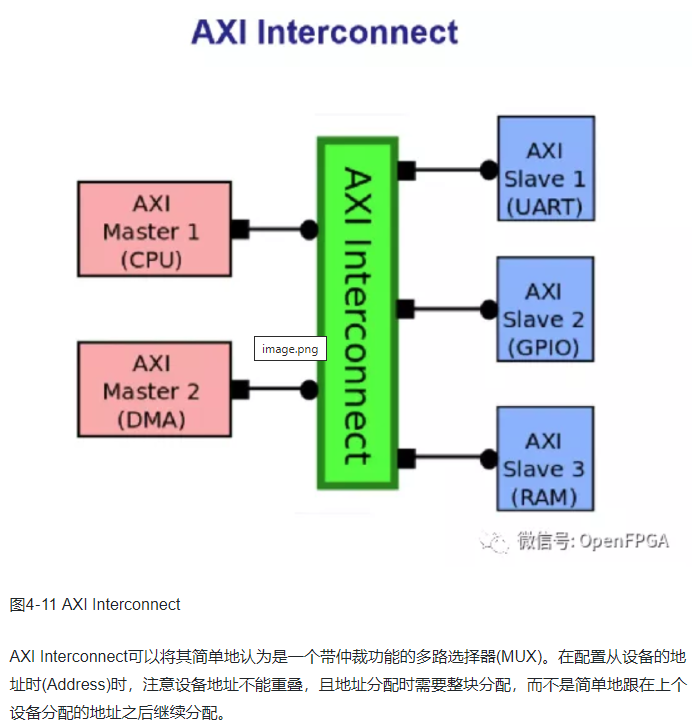 AXI Interconnect
AXI
Master 1
(CPU)
AXI
Master 2
(DMA)
AXI Interconnect
image.png
AXI
Slave 1
(UART)
AXI
Slave 2
(GPIO)
AXI
Slave 3
(RAM)
微信号: OpenFPGA
图4-11 AXI Interconnect
AXI Interconnect可以将其简单地认为是一个带仲裁功能的多路选择器(MUX)。在配置从设备的地
址时(Address)时，注意设备地址不能重叠，且地址分配时需要整块分配，而不是简单地跟在上个
设备分配的地址之后继续分配。